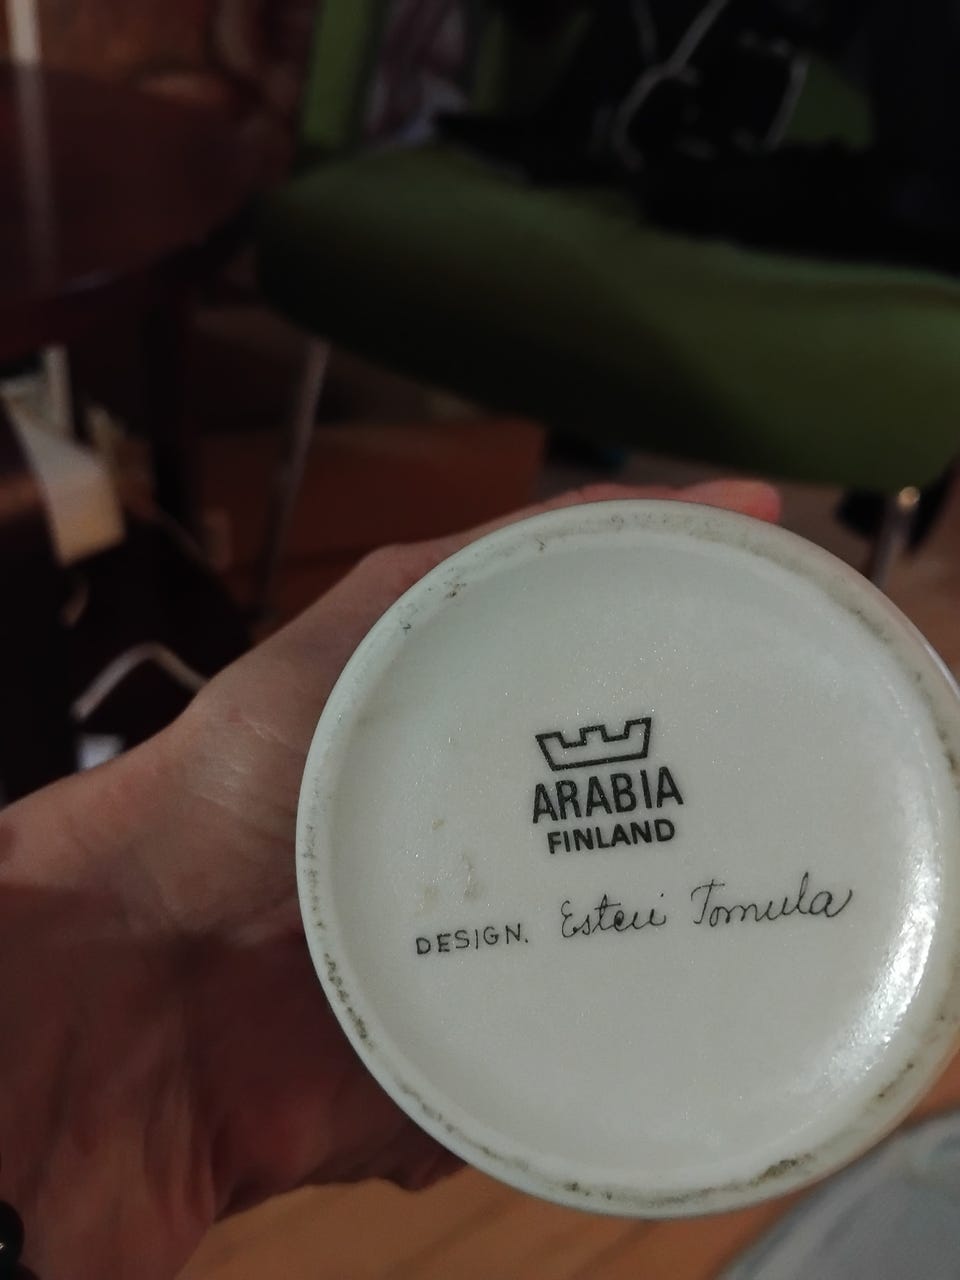 ARABIA
FINLAND
DESIGN. Esteri Tomula